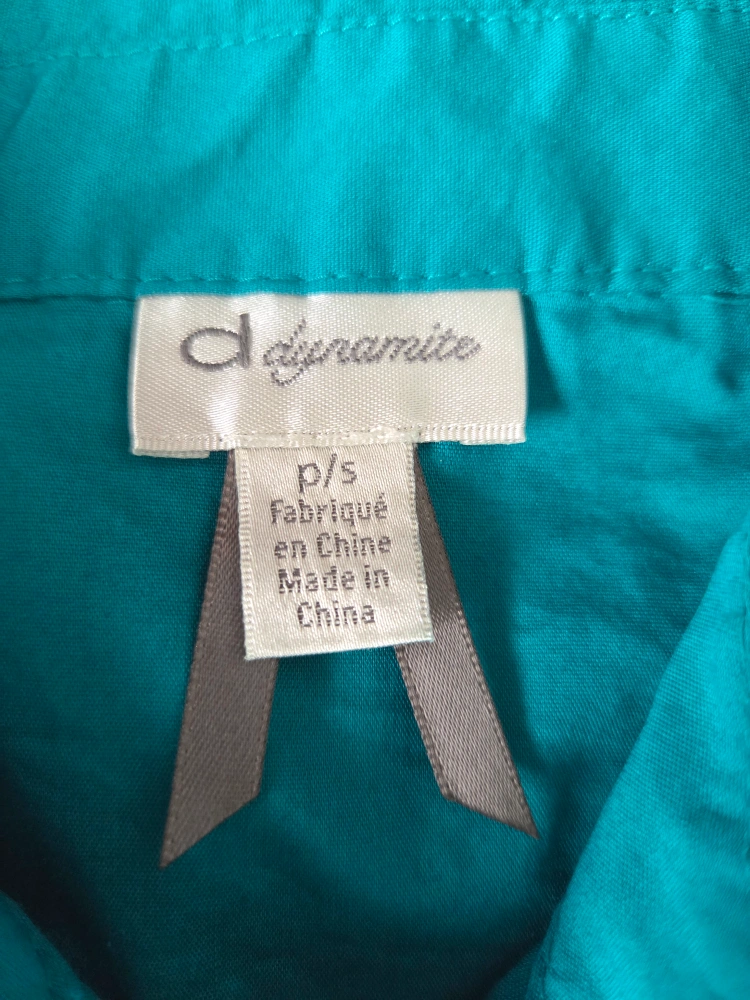 d dynamite
p/s
Fabriqué
en Chine
Made in
China